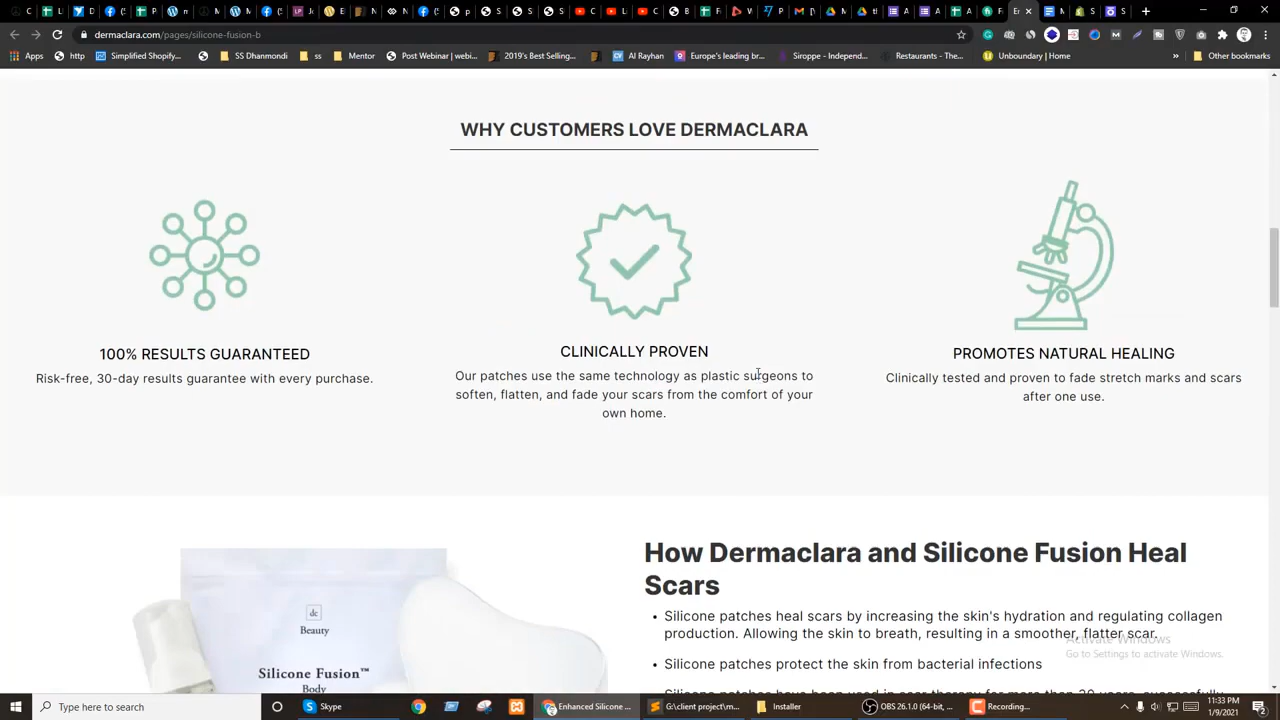 dermaclara.com/pages/silicone-fusion-b
Apps
http
Simplified Shopify...
SS Dhanmondi
ss
Mentor
Post Webinar | webi...
2019's Best Selling...
Al Rayhan
Europe's leading br...
Siroppe - Independ...
Restaurants - The...
Unboundary | Home
»
Other bookmarks
WHY CUSTOMERS LOVE DERMACLARA
100% RESULTS GUARANTEED
Risk-free, 30-day results guarantee with every purchase.
CLINICALLY PROVEN
Our patches use the same technology as plastic surgeons to
soften, flatten, and fade your scars from the comfort of your
own home.
PROMOTES NATURAL HEALING
Clinically tested and proven to fade stretch marks and scars
after one use.
dc
Beauty
Silicone Fusion™
Body
How Dermaclara and Silicone Fusion Heal
Scars
• Silicone patches heal scars by increasing the skin's hydration and regulating collagen
production. Allowing the skin to breath, resulting in a smoother, flatter scar.
• Silicone patches protect the skin from bacterial infections
Activate Windows
Go to Settings to activate Windows.
Type here to search
Skype
Enhanced Silicone ...
G:\client project\m...
Installer
OBS 26.1.0 (64-bit, ...
Recording...
11:33 PM
1/9/2021